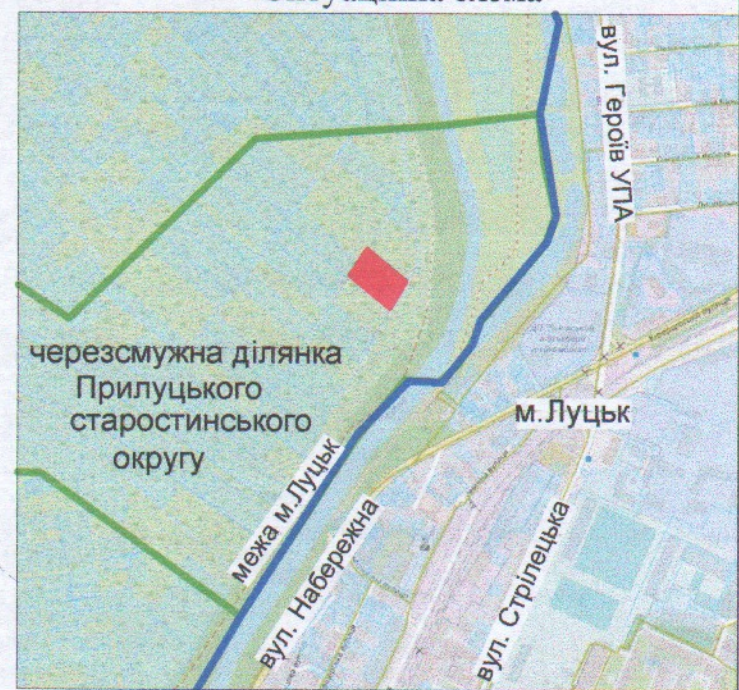 вул. Героїв УПА
черезсмужна ділянка
Прилуцького
старостинського
округу
м.Луцьк
межа м.Луцьк
вул. Набережна
вул. Стрілецька